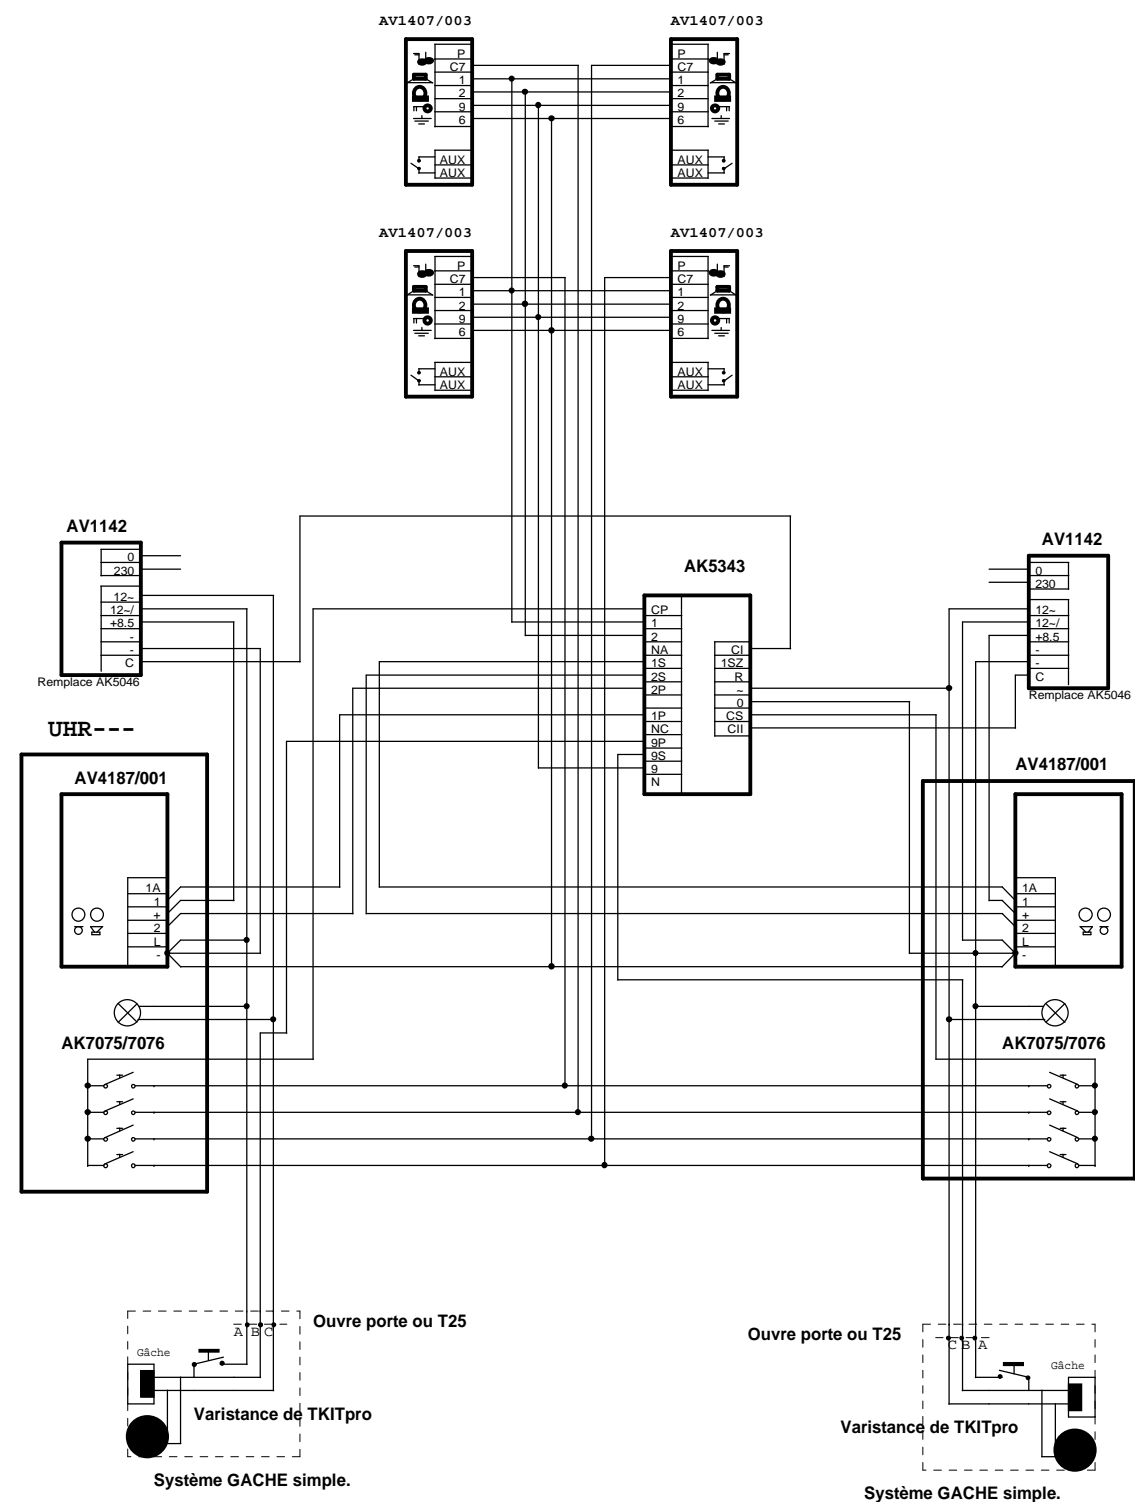 AV1407/003 AV1407/003
P P
C7 C7
1 1
2 2
9 9
6 6
AUX AUX
AUX AUX
AV1407/003 AV1407/003
P P
C7 C7
1 1
2 2
9 9
6 6
AUX AUX
AUX AUX
AV1142
0
230
12~
12~/
+8.5
-
-
C
Remplace AK5046
AK5343
CP
1
2
NA
1S
2S
2P
1P
NC
9P
9S
9
N
CI
1SZ
R
~
0
CS
CII
AV1142
0
230
12~
12~/
+8.5
-
-
C
Remplace AK5046
UHR---
AV4187/001
1A
1
+
2
L
-
AK7075/7076
AV4187/001
1A
1
+
2
L
-
AK7075/7076
Ouvre porte ou T25
A B C
Gâche
Varistance de TKITpro
Système GACHE simple.
Ouvre porte ou T25
C B A
Gâche
Varistance de TKITpro
Système GACHE simple.